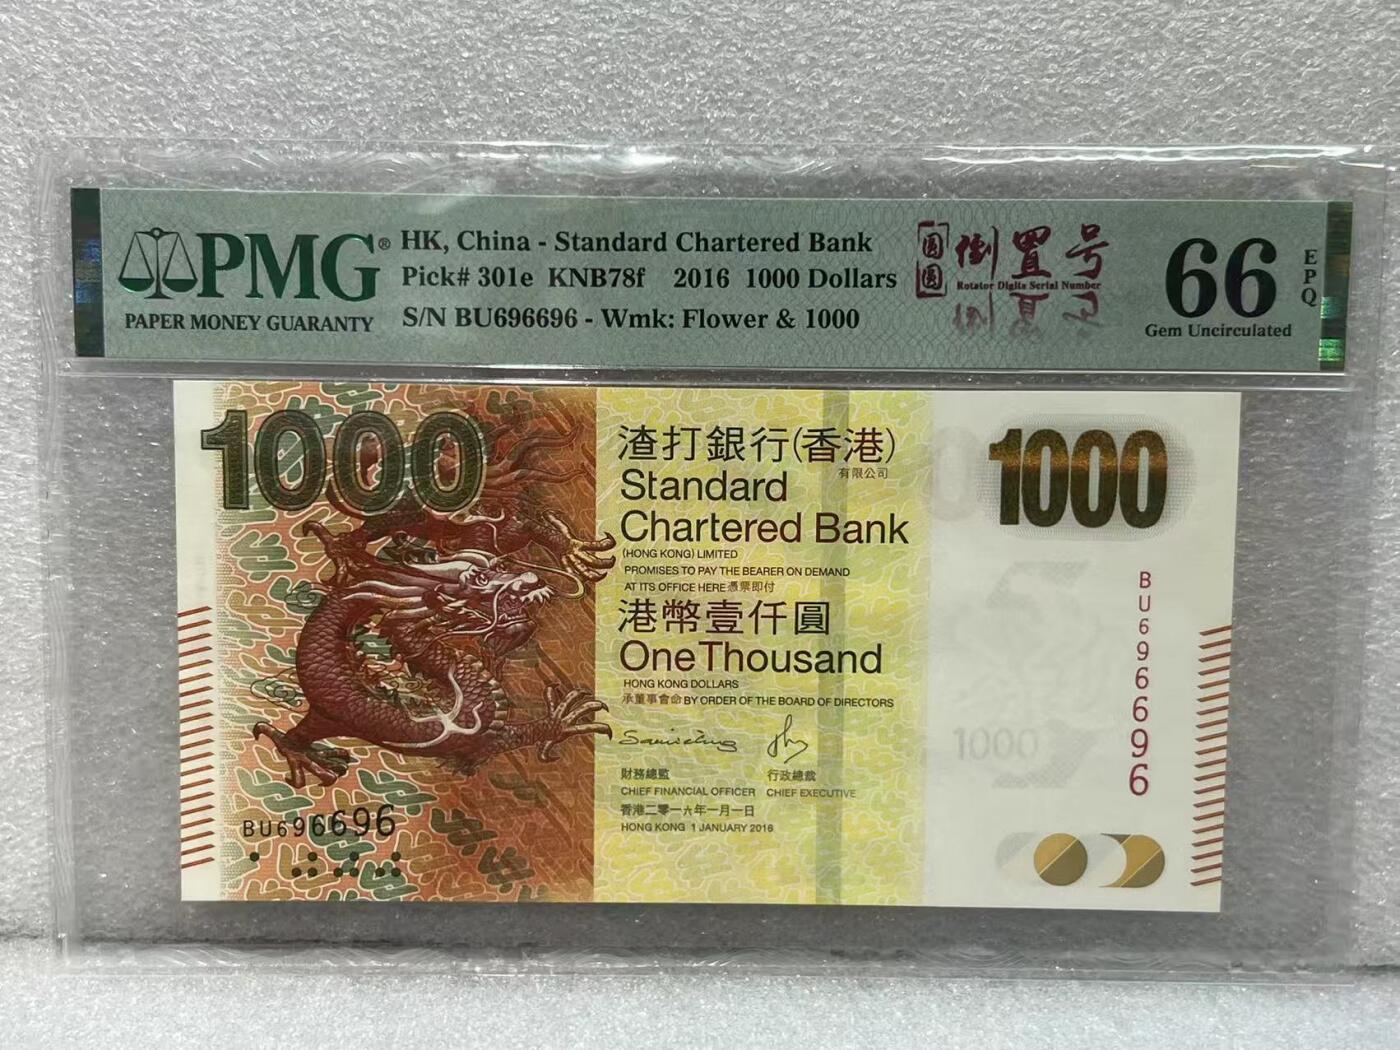 PMG®
PAPER MONEY GUARANTY
HK, China - Standard Chartered Bank
Pick# 301e KNB78f 2016 1000 Dollars
S/N BU696696 - Wmk: Flower & 1000
圆圆
倒置号
Rotator Digits Serial Number
66
EPQ
Gem Uncirculated
1000
渣打銀行(香港)
有限公司
Standard
Chartered Bank
(HONG KONG) LIMITED
PROMISES TO PAY THE BEARER ON DEMAND
AT ITS OFFICE HERE 憑票即付
港幣壹仟圓
One Thousand
HONG KONG DOLLARS
承董事會命 BY ORDER OF THE BOARD OF DIRECTORS
財務總監 行政總裁
CHIEF FINANCIAL OFFICER CHIEF EXECUTIVE
香港二零一六年一月一日
HONG KONG 1 JANUARY 2016
BU696696
1000
BU696696
1000